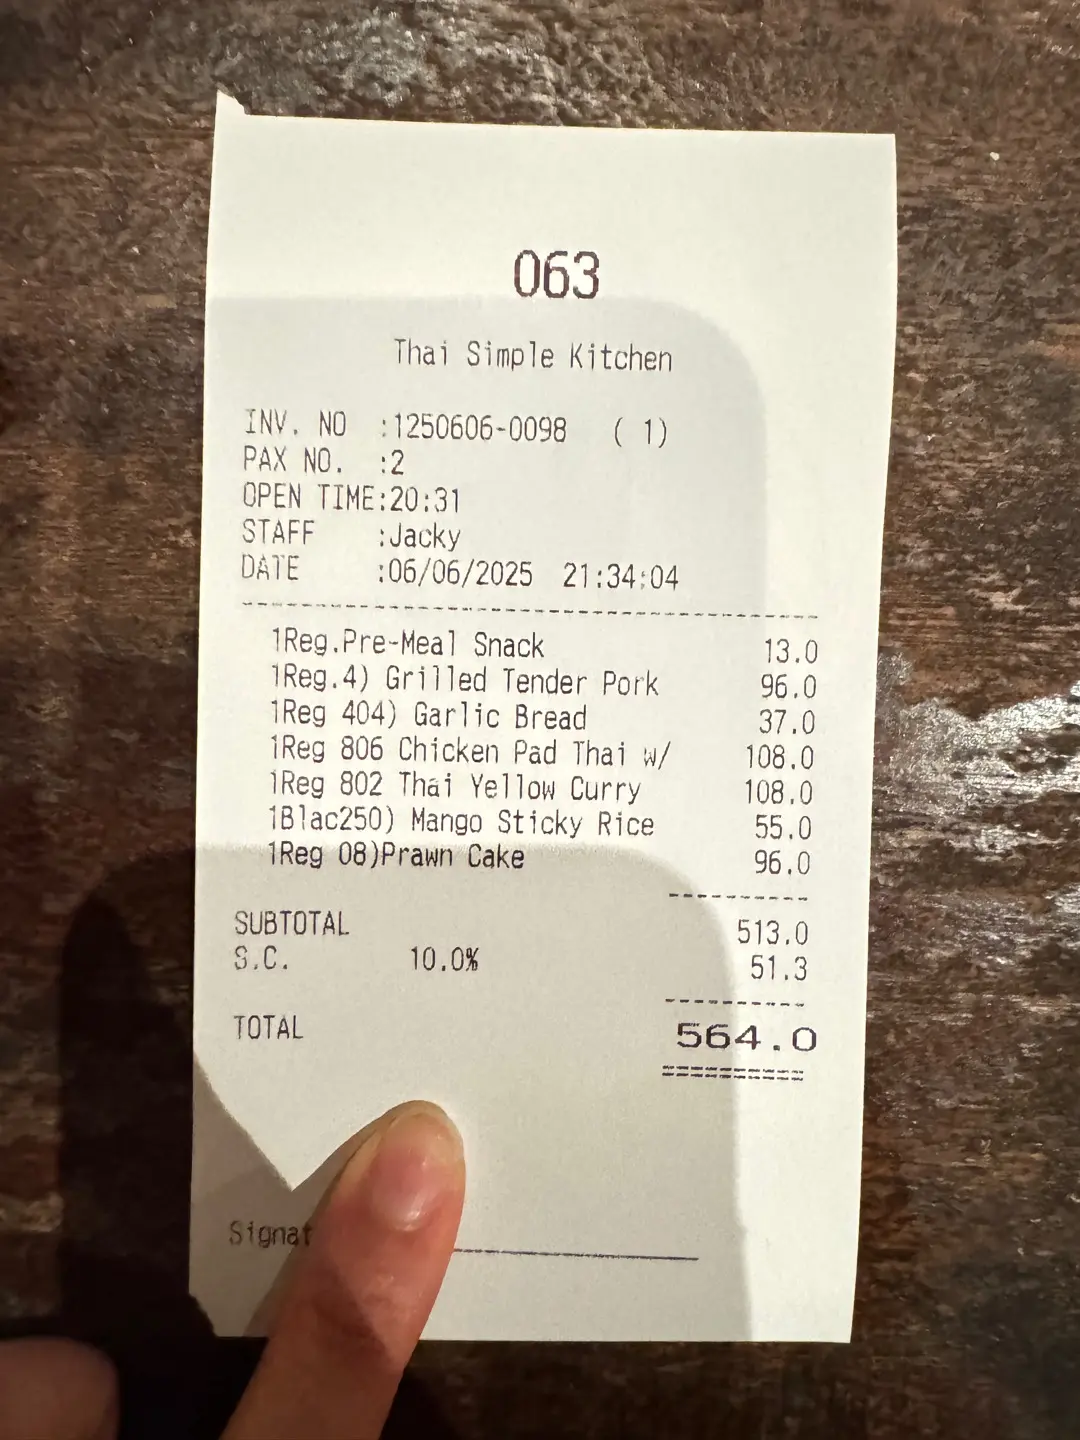 063
Thai Simple Kitchen
INV. NO :1250606-0098 ( 1)
PAX NO. :2
OPEN TIME:20:31
STAFF :Jacky
DATE :06/06/2025 21:34:04
1Reg.Pre-Meal Snack 13.0
1Reg.4) Grilled Tender Pork 96.0
1Reg 404) Garlic Bread 37.0
1Reg 806 Chicken Pad Thai w/ 108.0
1Reg 802 Thai Yellow Curry 108.0
1Blac250) Mango Sticky Rice 55.0
1Reg 08)Prawn Cake 96.0
SUBTOTAL 513.0
S.C. 10.0% 51.3
TOTAL 564.0
Signat